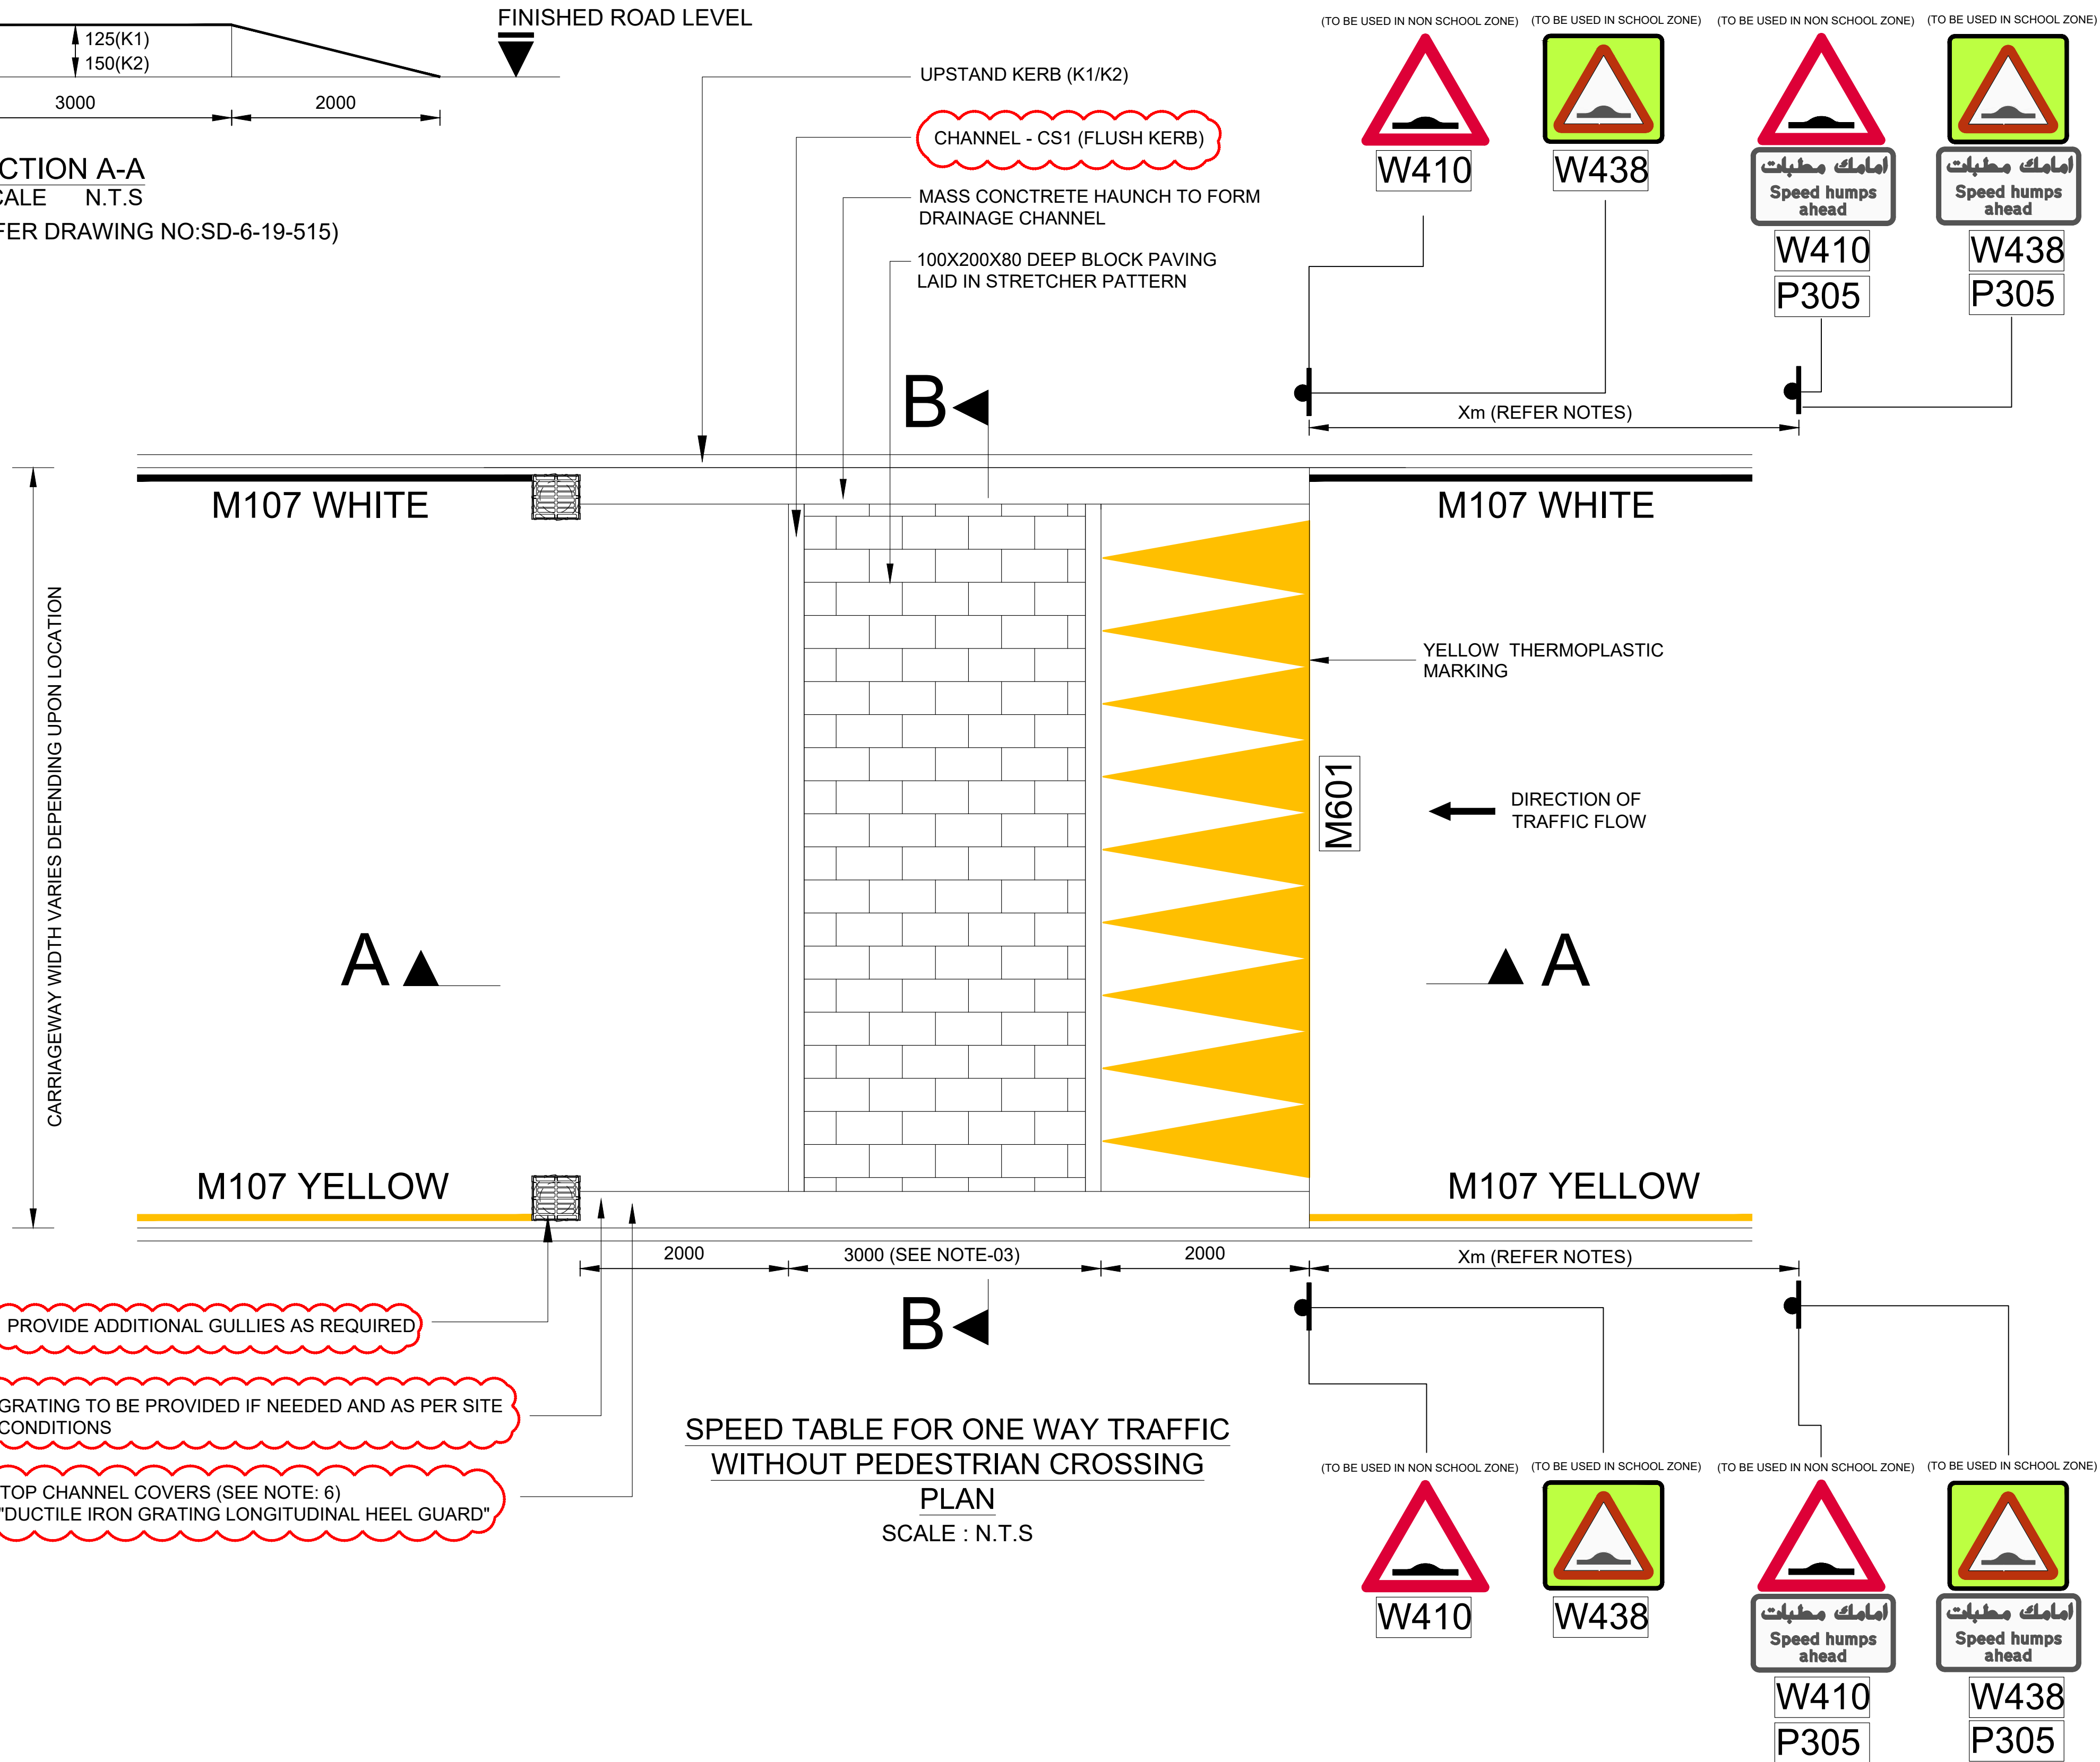 FINISHED ROAD LEVEL
125(K1)
150(K2)
3000
2000
CTION A-A
CALE N.T.S
FER DRAWING NO:SD-6-19-515)
UPSTAND KERB (K1/K2)
CHANNEL - CS1 (FLUSH KERB)
MASS CONCRETE HAUNCH TO FORM
DRAINAGE CHANNEL
100X200X80 DEEP BLOCK PAVING
LAID IN STRETCHER PATTERN
(TO BE USED IN NON SCHOOL ZONE)
W410
(TO BE USED IN SCHOOL ZONE)
W438
(TO BE USED IN NON SCHOOL ZONE)
أمامك مطبات
Speed humps
ahead
W410
P305
(TO BE USED IN SCHOOL ZONE)
أمامك مطبات
Speed humps
ahead
W438
P305
B
Xm (REFER NOTES)
M107 WHITE
M107 WHITE
CARRIAGEWAY WIDTH VARIES DEPENDING UPON LOCATION
YELLOW THERMOPLASTIC
MARKING
M601
DIRECTION OF
TRAFFIC FLOW
A
A
M107 YELLOW
M107 YELLOW
2000
3000 (SEE NOTE-03)
2000
Xm (REFER NOTES)
B
PROVIDE ADDITIONAL GULLIES AS REQUIRED
GRATING TO BE PROVIDED IF NEEDED AND AS PER SITE
CONDITIONS
TOP CHANNEL COVERS (SEE NOTE: 6)
"DUCTILE IRON GRATING LONGITUDINAL HEEL GUARD"
SPEED TABLE FOR ONE WAY TRAFFIC
WITHOUT PEDESTRIAN CROSSING
PLAN
SCALE : N.T.S
(TO BE USED IN NON SCHOOL ZONE)
W410
(TO BE USED IN SCHOOL ZONE)
W438
(TO BE USED IN NON SCHOOL ZONE)
أمامك مطبات
Speed humps
ahead
W410
P305
(TO BE USED IN SCHOOL ZONE)
أمامك مطبات
Speed humps
ahead
W438
P305